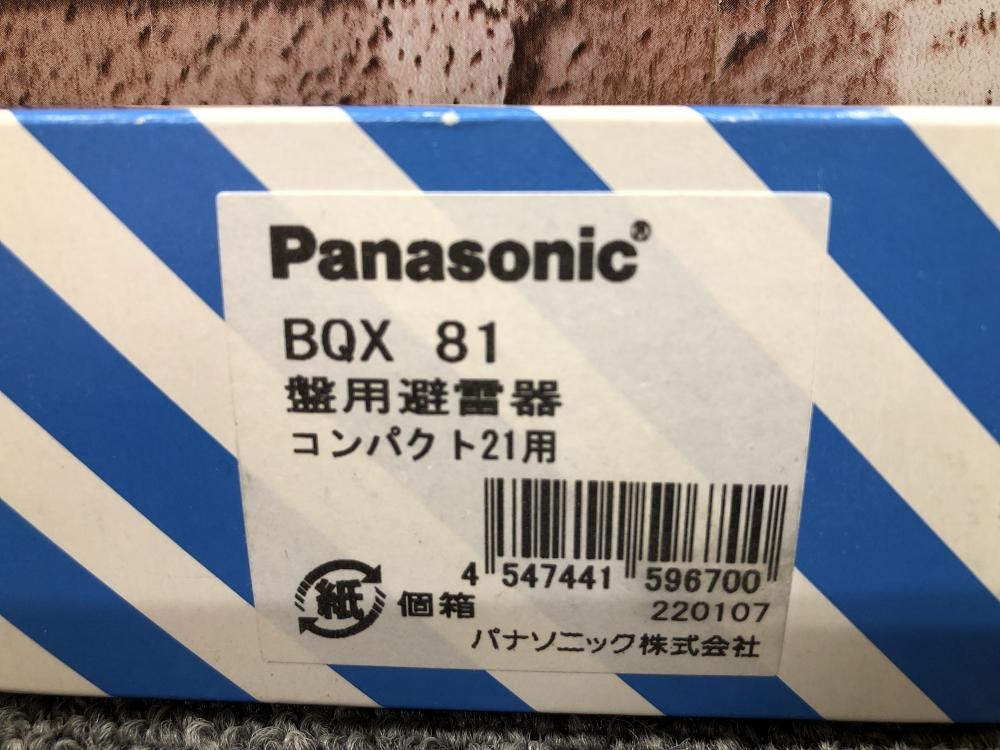 Panasonic®
BQX 81
盤用避雷器
コンパクト21用
4 547441 596700
紙 個箱
220107
パナソニック株式会社